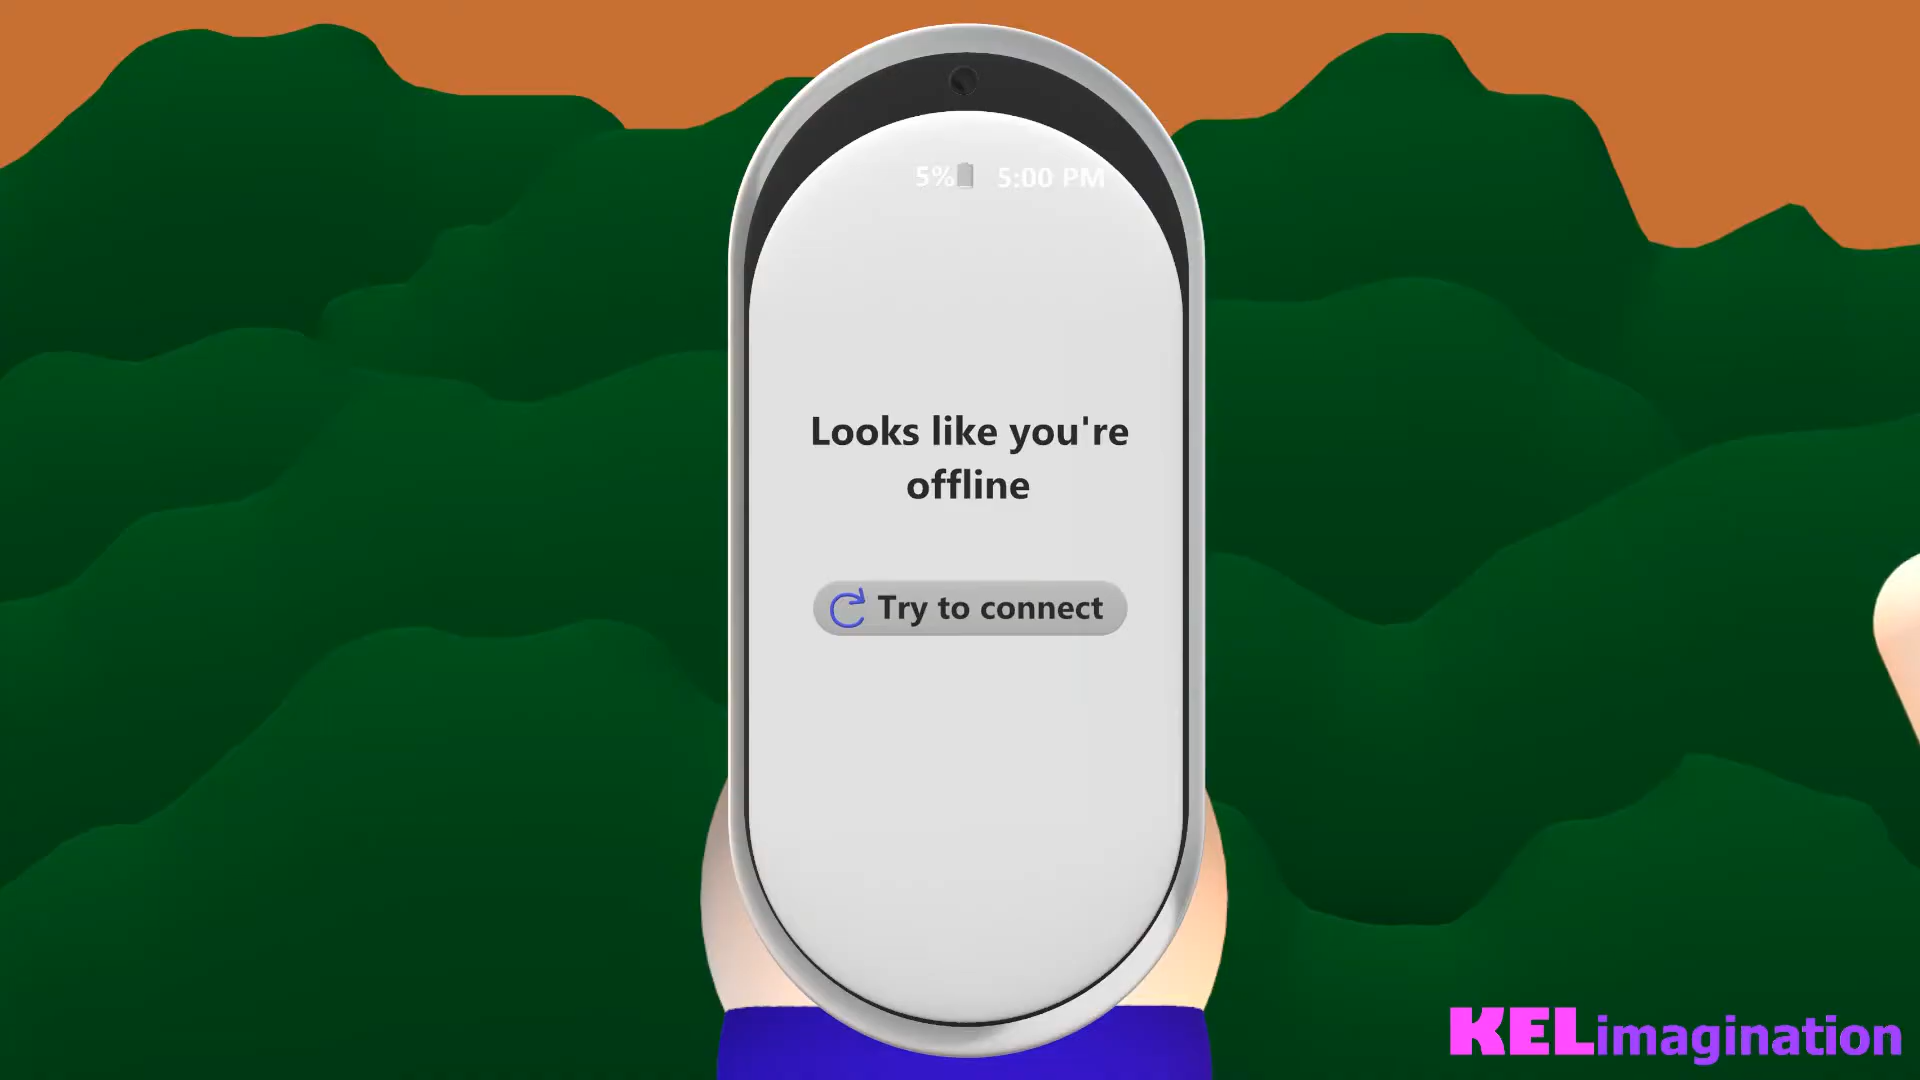 5% 5:00 PM
Looks like you're
offline
Try to connect
KELimagination